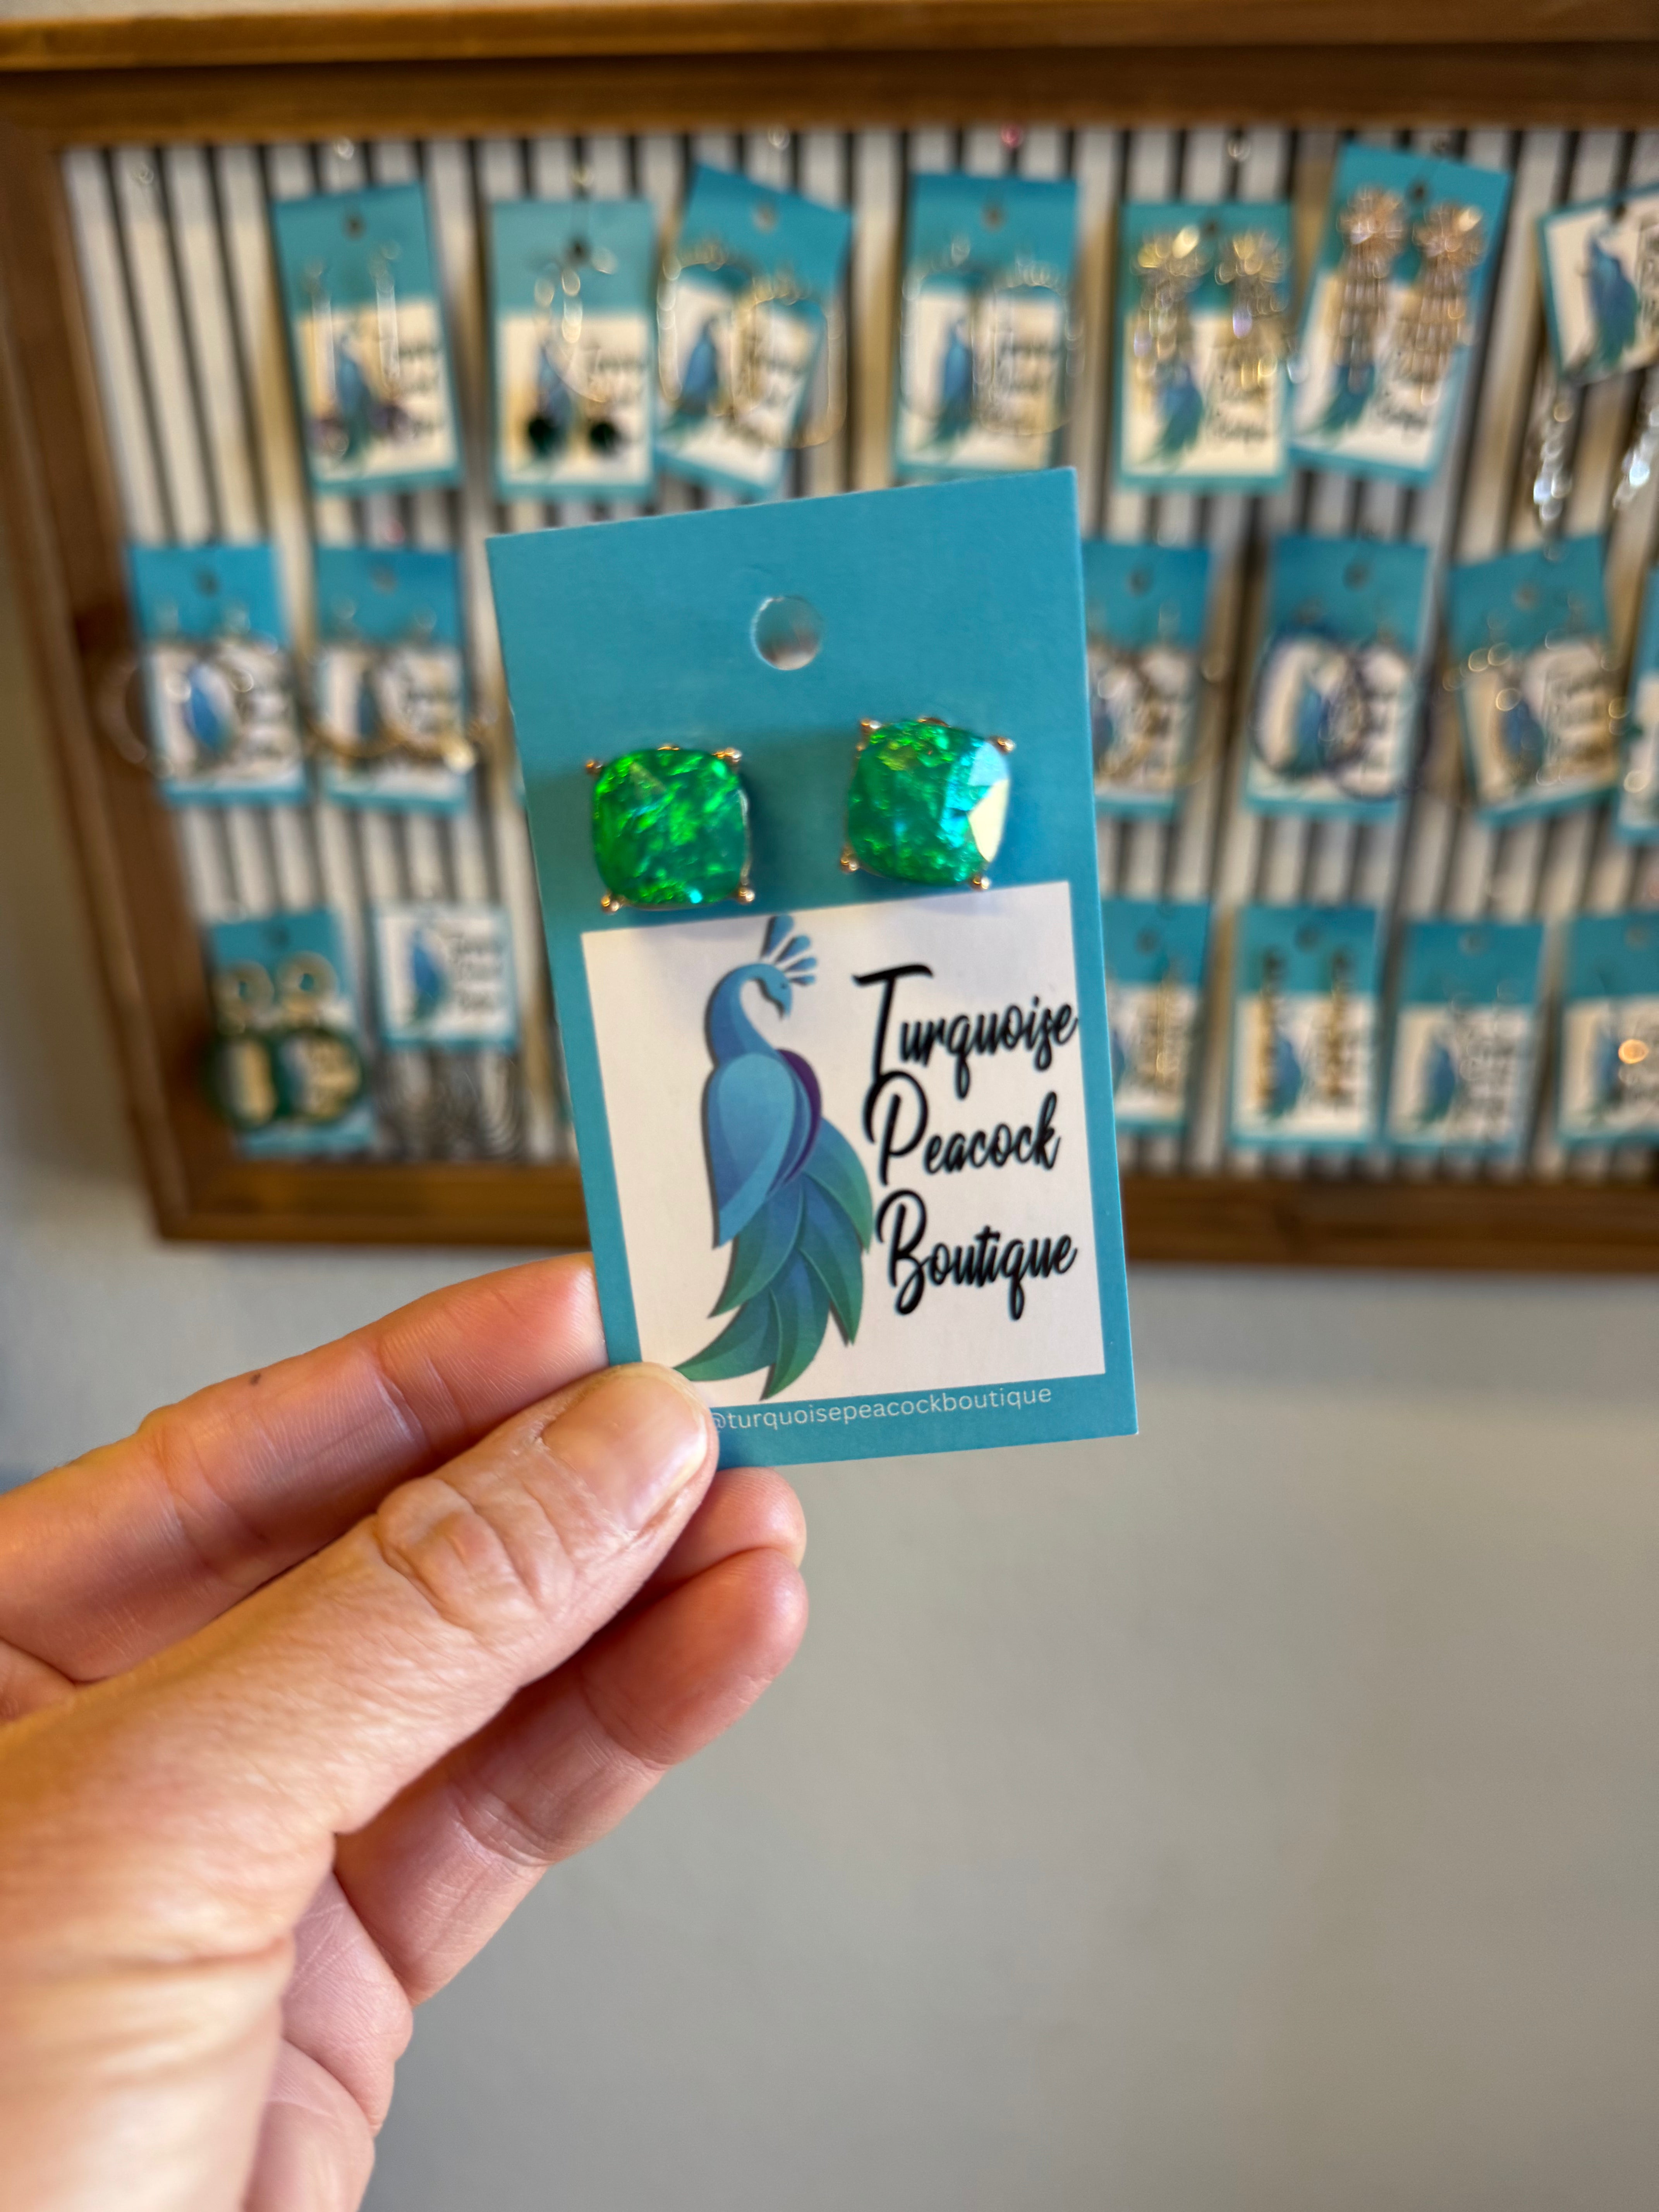 Turquoise
Peacock
Boutique
@turquoisepeacockboutique